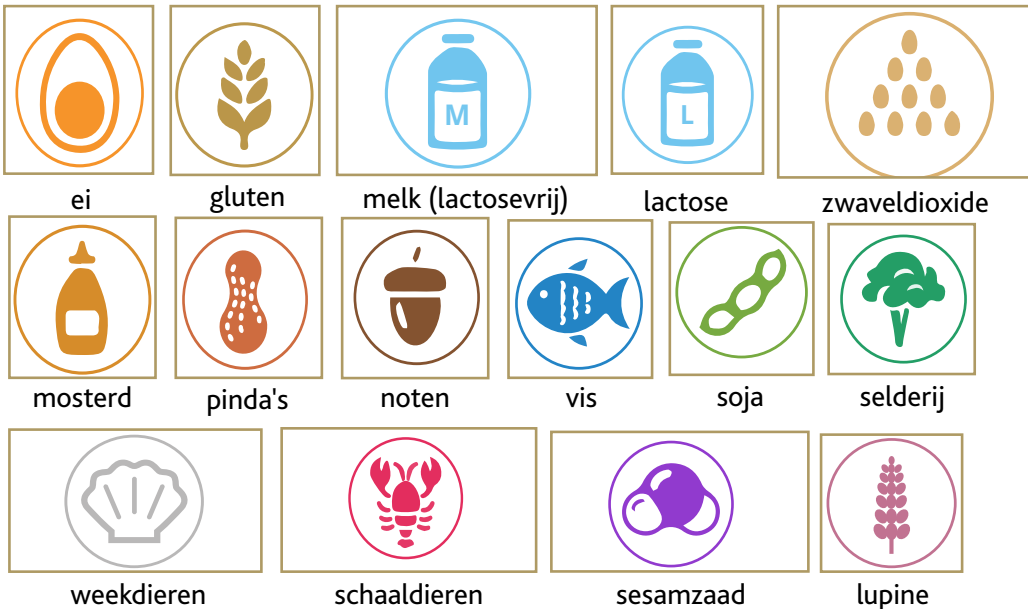 M
L
ei
gluten
melk (lactosevrij)
lactose
zwaveldioxide
mosterd
pinda's
noten
vis
soja
selderij
weekdieren
schaaldieren
sesamzaad
lupine